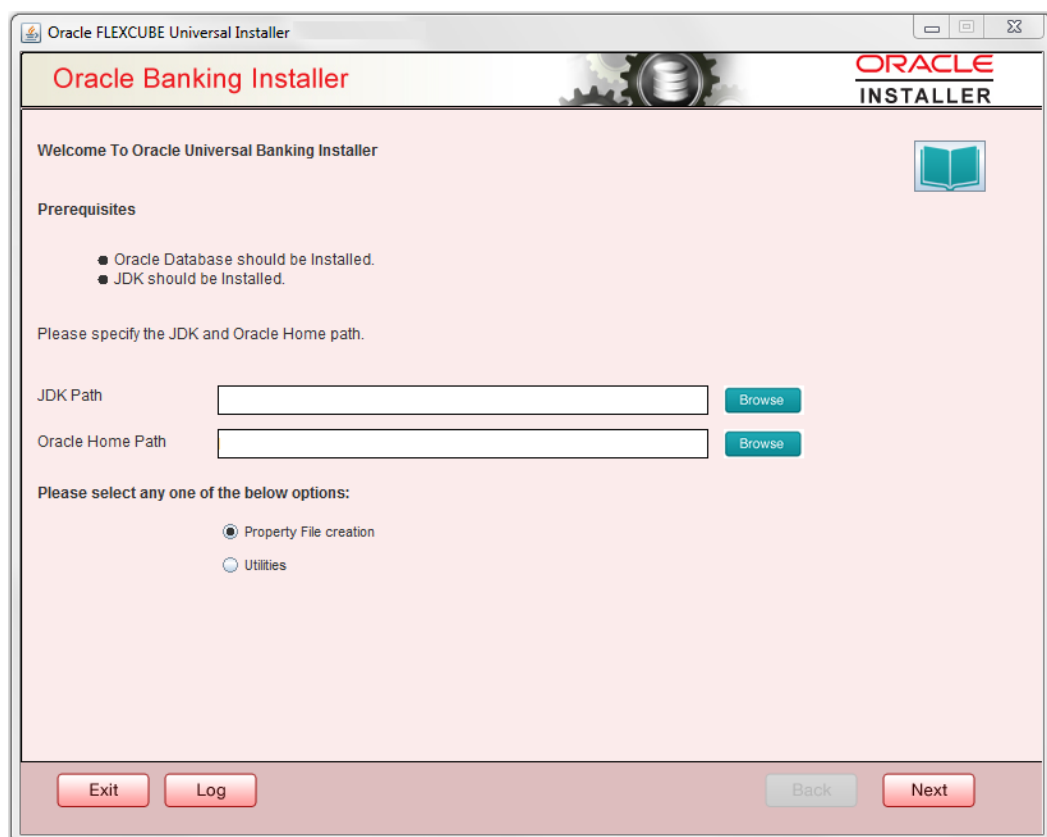 Oracle FLEXCUBE Universal Installer
Oracle Banking Installer
ORACLE
INSTALLER
Welcome To Oracle Universal Banking Installer
Prerequisites
Oracle Database should be Installed.
JDK should be Installed.
Please specify the JDK and Oracle Home path.
JDK Path
Browse
Oracle Home Path
Browse
Please select any one of the below options:
Property File creation
Utilities
Exit
Log
Back
Next